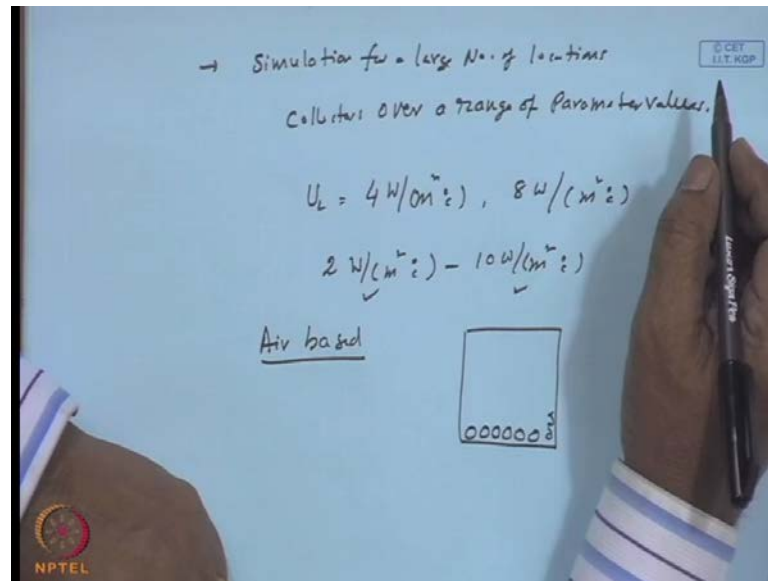 → Simulation for a large No. of locations
© CET
I.I.T. KGP
Collectors over a range of Parameter values.
U_L = 4 W/(m² °C), 8 W/(m² °C)
2 W/(m² °C) - 10 W/(m² °C)
Air based
NPTEL